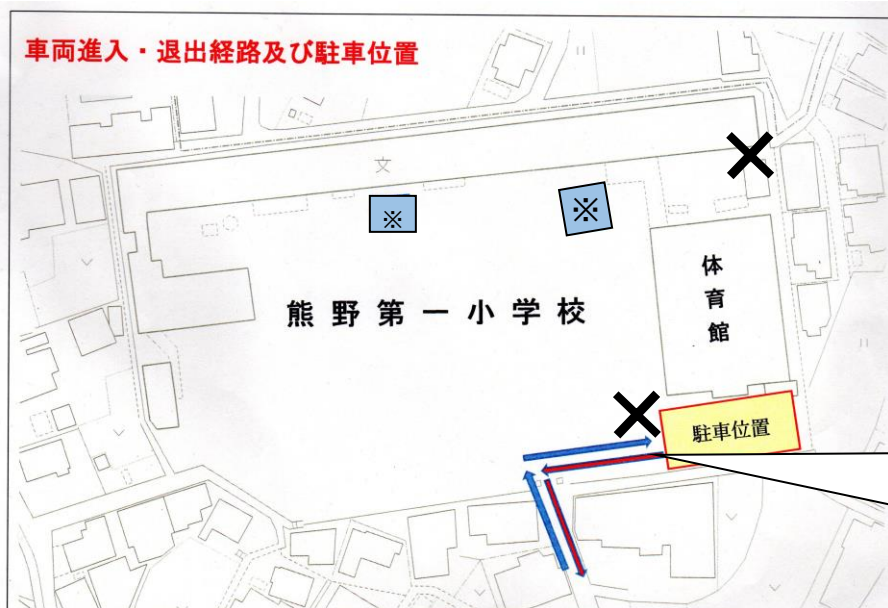 車両進入・退出経路及び駐車位置
文
※
※
体育館
熊野第一小学校
駐車位置